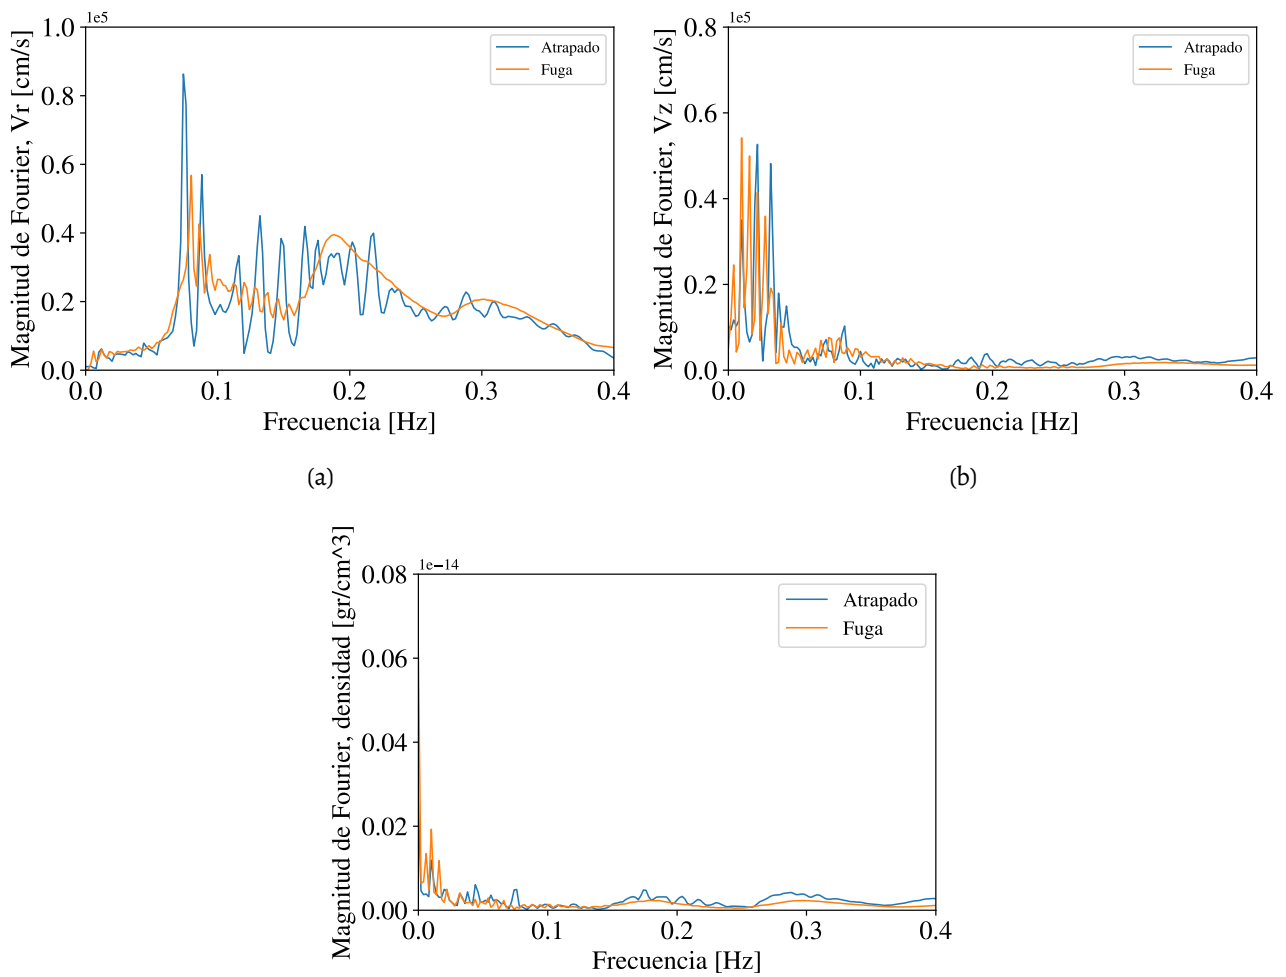 1e5
Magnitud de Fourier, Vr [cm/s]
1.0
0.8
0.6
0.4
0.2
0.0
0.0 0.1 0.2 0.3 0.4
Frecuencia [Hz]
Atrapado
Fuga
(a)
1e5
Magnitud de Fourier, Vz [cm/s]
0.8
0.6
0.4
0.2
0.0
0.0 0.1 0.2 0.3 0.4
Frecuencia [Hz]
Atrapado
Fuga
(b)
1e−14
Magnitud de Fourier, densidad [gr/cm^3]
0.08
0.06
0.04
0.02
0.00
0.0 0.1 0.2 0.3 0.4
Frecuencia [Hz]
Atrapado
Fuga